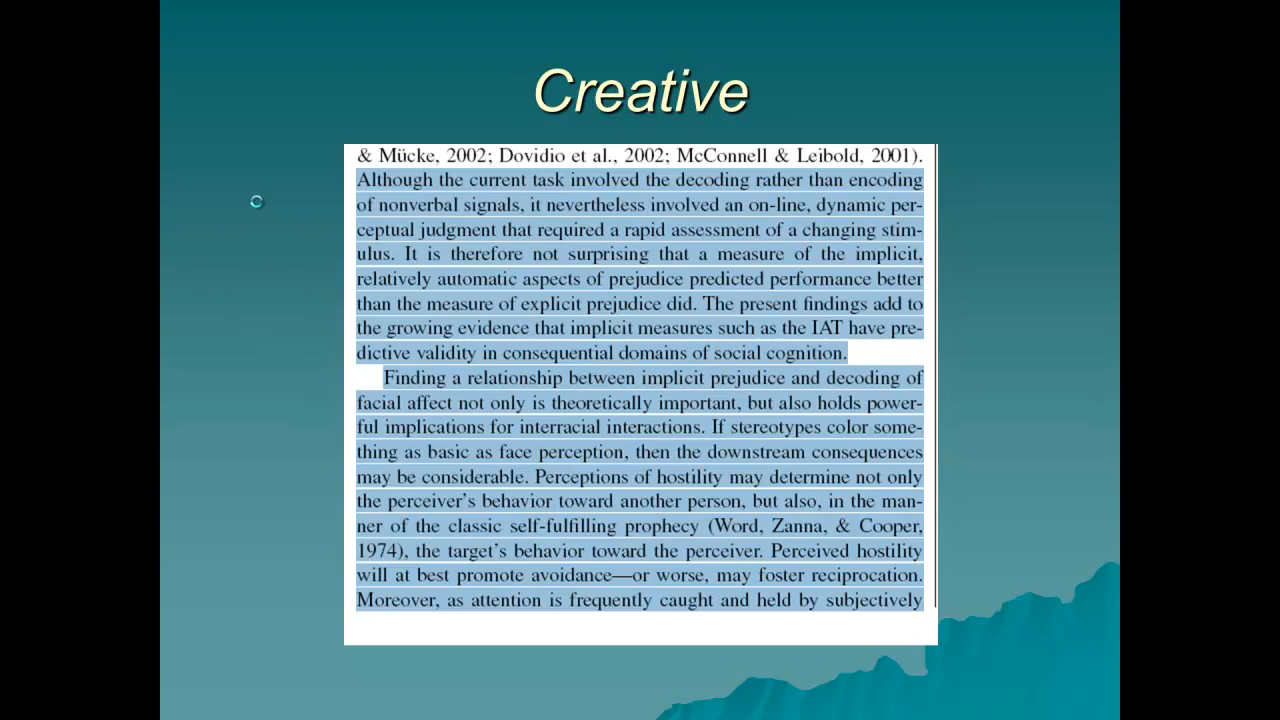 Creative
& Mücke, 2002; Dovidio et al., 2002; McConnell & Leibold, 2001).
Although the current task involved the decoding rather than encoding
of nonverbal signals, it nevertheless involved an on-line, dynamic per-
ceptual judgment that required a rapid assessment of a changing stim-
ulus. It is therefore not surprising that a measure of the implicit,
relatively automatic aspects of prejudice predicted performance better
than the measure of explicit prejudice did. The present findings add to
the growing evidence that implicit measures such as the IAT have pre-
dictive validity in consequential domains of social cognition.
Finding a relationship between implicit prejudice and decoding of
facial affect not only is theoretically important, but also holds power-
ful implications for interracial interactions. If stereotypes color some-
thing as basic as face perception, then the downstream consequences
may be considerable. Perceptions of hostility may determine not only
the perceiver's behavior toward another person, but also, in the man-
ner of the classic self-fulfilling prophecy (Word, Zanna, & Cooper,
1974), the target's behavior toward the perceiver. Perceived hostility
will at best promote avoidance—or worse, may foster reciprocation.
Moreover, as attention is frequently caught and held by subjectively